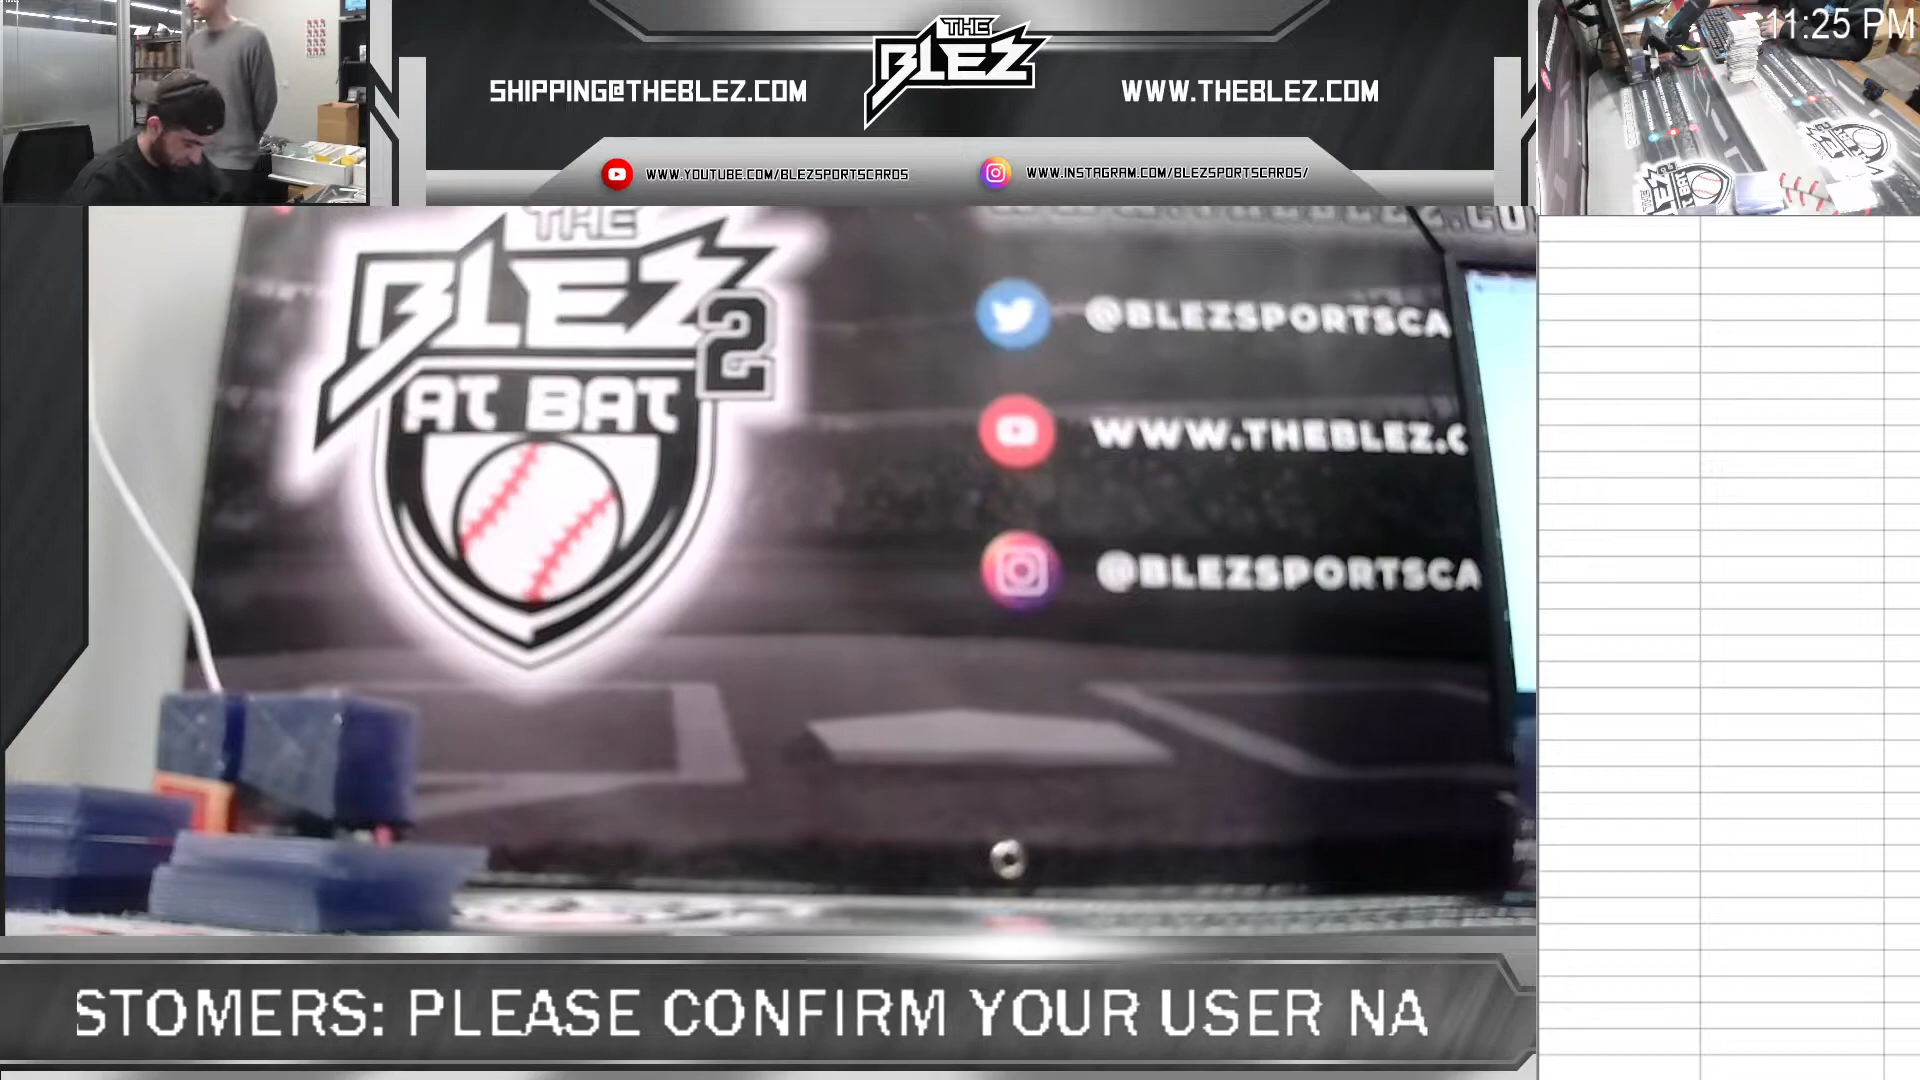 THE
BLEZ
SHIPPING@THEBLEZ.COM
WWW.THEBLEZ.COM
WWW.YOUTUBE.COM/BLEZSPORTSCARDS
WWW.INSTAGRAM.COM/BLEZSPORTSCARDS/
11:25 PM
THE
BLEZ
2
AT BAT
@BLEZSPORTSCA
WWW.THEBLEZ.C
@BLEZSPORTSCA
STOMERS: PLEASE CONFIRM YOUR USER NA